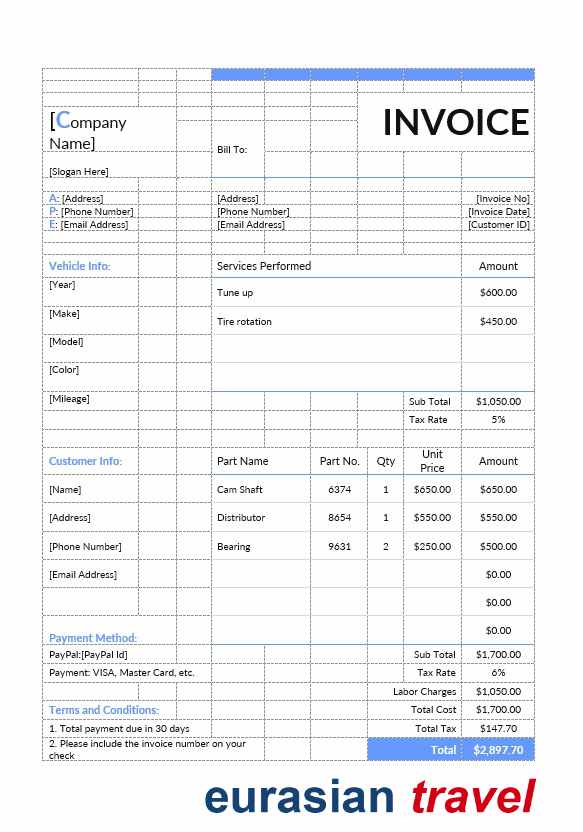 [Company Name]
INVOICE
Bill To:
[Slogan Here]
A: [Address] [Address] [Invoice No]
P: [Phone Number] [Phone Number] [Invoice Date]
E: [Email Address] [Email Address] [Customer ID]
Vehicle Info: Services Performed Amount
[Year]
Tune up $600.00
[Make]
Tire rotation $450.00
[Model]
[Color]
[Mileage]
Sub Total $1,050.00
Tax Rate 5%
Customer Info: Part Name Part No. Qty Unit Price Amount
[Name] Cam Shaft 6374 1 $650.00 $650.00
[Address] Distributor 8654 1 $550.00 $550.00
[Phone Number] Bearing 9631 2 $250.00 $500.00
[Email Address] $0.00
$0.00
$0.00
Payment Method:
PayPal:[PayPal Id] Sub Total $1,700.00
Payment: VISA, Master Card, etc. Tax Rate 6%
Labor Charges $1,050.00
Terms and Conditions: Total Cost $1,700.00
1. Total payment due in 30 days Total Tax $147.70
2. Please include the invoice number on your check Total $2,897.70
eurasian travel